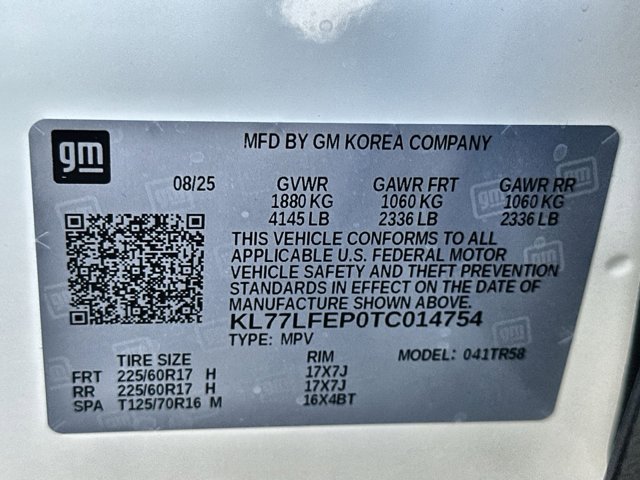 gm
MFD BY GM KOREA COMPANY
08/25 GVWR GAWR FRT GAWR RR
1880 KG 1060 KG 1060 KG
4145 LB 2336 LB 2336 LB
THIS VEHICLE CONFORMS TO ALL
APPLICABLE U.S. FEDERAL MOTOR
VEHICLE SAFETY AND THEFT PREVENTION
STANDARDS IN EFFECT ON THE DATE OF
MANUFACTURE SHOWN ABOVE.
KL77LFEP0TC014754
TYPE: MPV MODEL: 041TR58
TIRE SIZE RIM
FRT 225/60R17 H 17X7J
RR 225/60R17 H 17X7J
SPA T125/70R16 M 16X4BT